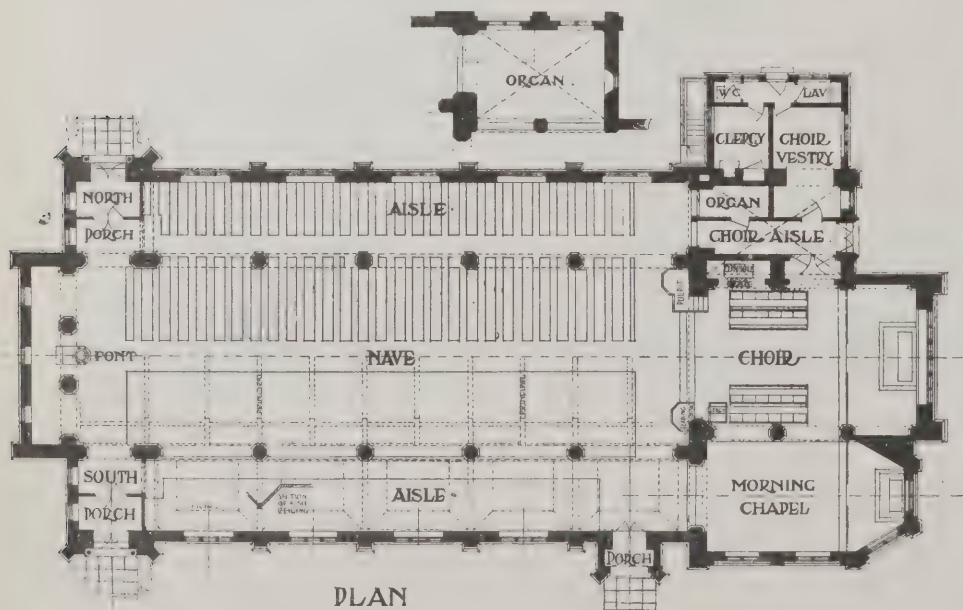 ORGAN
W.C.
LAV
CLERGY
CHOIR
VESTRY
NORTH
PORCH
AISLE
ORGAN
CHOIR AISLE
PULPIT
FONT
NAVE
CHOIR
SOUTH
PORCH
AISLE
MORNING
CHAPEL
PORCH
PLAN